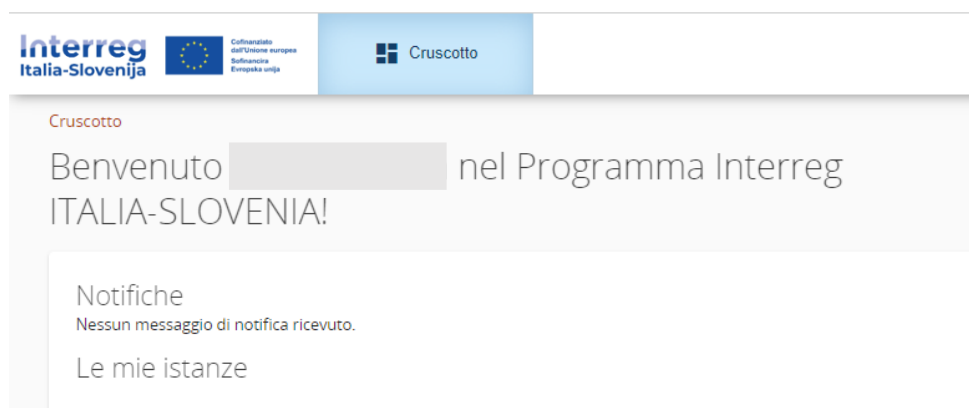 Interreg
Italia-Slovenija
Cofinanziato
dall'Unione europea
Sofinancira
Evropska unija
Cruscotto
Cruscotto
Benvenuto nel Programma Interreg
ITALIA-SLOVENIA!
Notifiche
Nessun messaggio di notifica ricevuto.
Le mie istanze